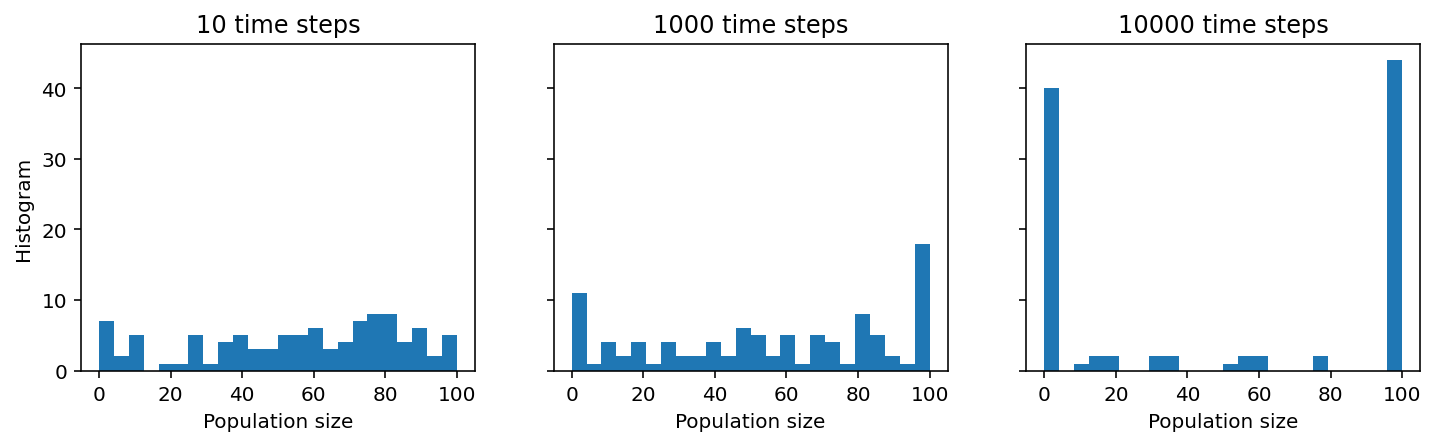 10 time steps
1000 time steps
10000 time steps
Histogram
40
30
20
10
0
0 20 40 60 80 100
0 20 40 60 80 100
0 20 40 60 80 100
Population size
Population size
Population size